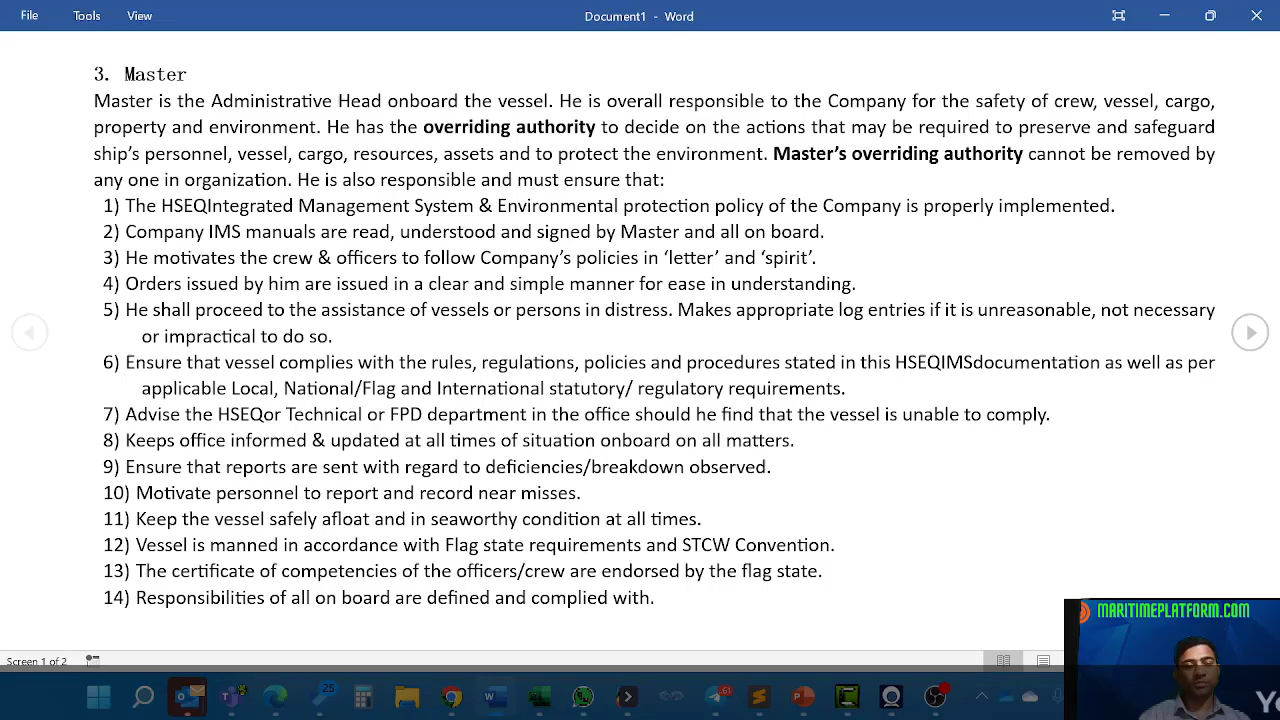 File Tools View Document1 - Word
3. Master
Master is the Administrative Head onboard the vessel. He is overall responsible to the Company for the safety of crew, vessel, cargo,
property and environment. He has the overriding authority to decide on the actions that may be required to preserve and safeguard
ship's personnel, vessel, cargo, resources, assets and to protect the environment. Master's overriding authority cannot be removed by
any one in organization. He is also responsible and must ensure that:
1) The HSEQIntegrated Management System & Environmental protection policy of the Company is properly implemented.
2) Company IMS manuals are read, understood and signed by Master and all on board.
3) He motivates the crew & officers to follow Company's policies in 'letter' and 'spirit'.
4) Orders issued by him are issued in a clear and simple manner for ease in understanding.
5) He shall proceed to the assistance of vessels or persons in distress. Makes appropriate log entries if it is unreasonable, not necessary
or impractical to do so.
6) Ensure that vessel complies with the rules, regulations, policies and procedures stated in this HSEQIMSdocumentation as well as per
applicable Local, National/Flag and International statutory/ regulatory requirements.
7) Advise the HSEQor Technical or FPD department in the office should he find that the vessel is unable to comply.
8) Keeps office informed & updated at all times of situation onboard on all matters.
9) Ensure that reports are sent with regard to deficiencies/breakdown observed.
10) Motivate personnel to report and record near misses.
11) Keep the vessel safely afloat and in seaworthy condition at all times.
12) Vessel is manned in accordance with Flag state requirements and STCW Convention.
13) The certificate of competencies of the officers/crew are endorsed by the flag state.
14) Responsibilities of all on board are defined and complied with.
MARITIMEPLATFORM.COM
Screen 1 of 2
25
61